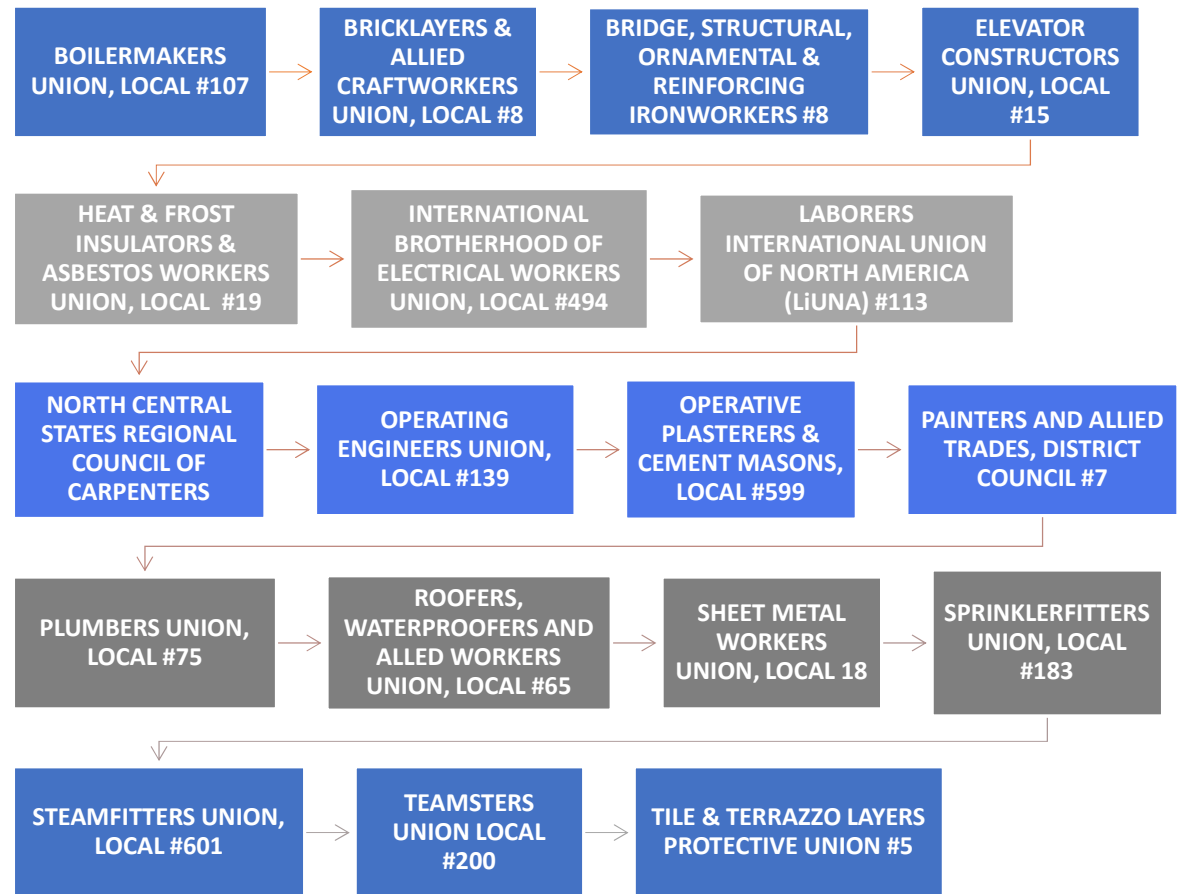 BOILERMAKERS
UNION, LOCAL #107
BRICKLAYERS &
ALLIED
CRAFTWORKERS
UNION, LOCAL #8
BRIDGE, STRUCTURAL,
ORNAMENTAL &
REINFORCING
IRONWORKERS #8
ELEVATOR
CONSTRUCTORS
UNION, LOCAL
#15
HEAT & FROST
INSULATORS &
ASBESTOS WORKERS
UNION, LOCAL #19
INTERNATIONAL
BROTHERHOOD OF
ELECTRICAL WORKERS
UNION, LOCAL #494
LABORERS
INTERNATIONAL UNION
OF NORTH AMERICA
(LiUNA) #113
NORTH CENTRAL
STATES REGIONAL
COUNCIL OF
CARPENTERS
OPERATING
ENGINEERS UNION,
LOCAL #139
OPERATIVE
PLASTERERS &
CEMENT MASONS,
LOCAL #599
PAINTERS AND ALLIED
TRADES, DISTRICT
COUNCIL #7
PLUMBERS UNION,
LOCAL #75
ROOFERS,
WATERPROOFERS AND
ALLED WORKERS
UNION, LOCAL #65
SHEET METAL
WORKERS
UNION, LOCAL 18
SPRINKLERFITTERS
UNION, LOCAL
#183
STEAMFITTERS UNION,
LOCAL #601
TEAMSTERS
UNION LOCAL
#200
TILE & TERRAZZO LAYERS
PROTECTIVE UNION #5